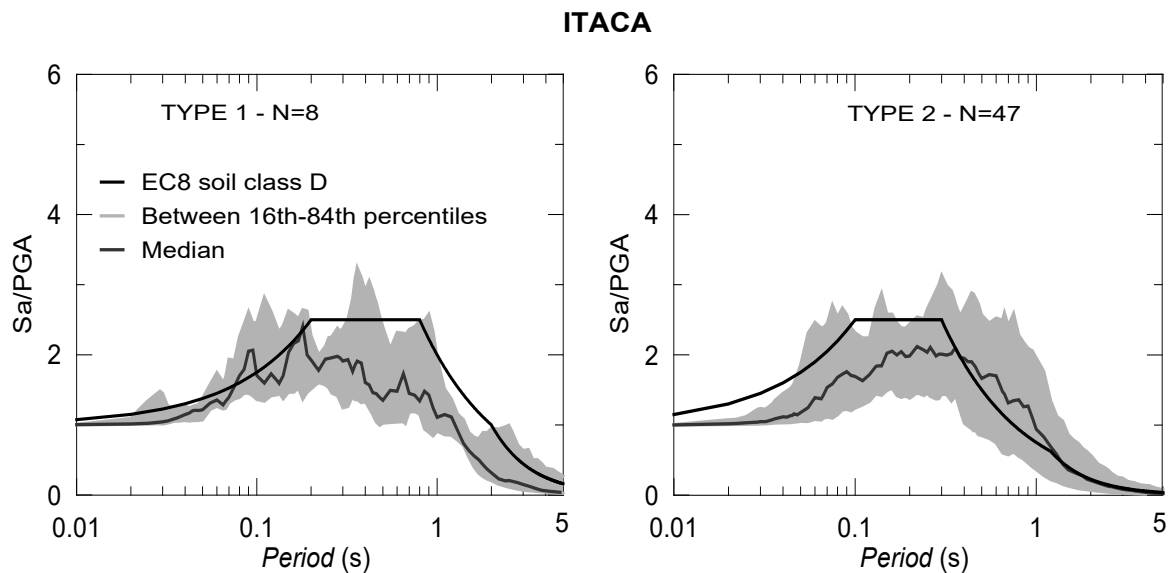 ITACA
TYPE 1 - N=8
EC8 soil class D
Between 16th-84th percentiles
Median
Sa/PGA
6
4
2
0
0.01
0.1
1
5
Period (s)
TYPE 2 - N=47
Sa/PGA
6
4
2
0
0.01
0.1
1
5
Period (s)